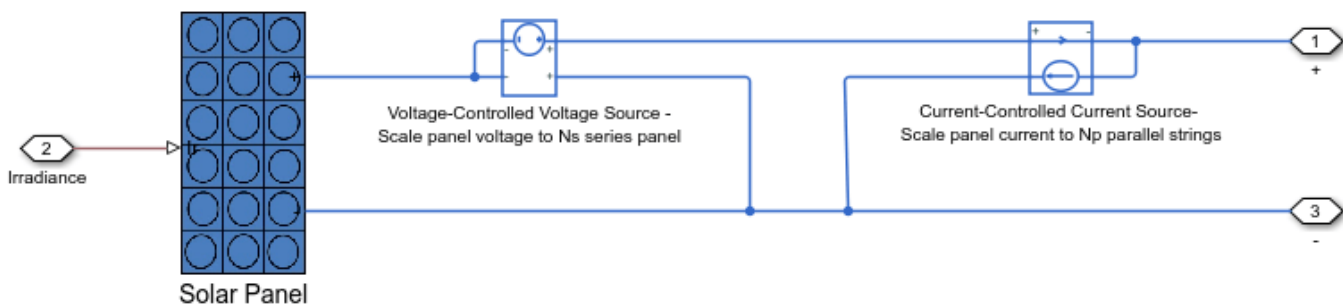 1
+
Voltage-Controlled Voltage Source -
Scale panel voltage to Ns series panel
Current-Controlled Current Source-
Scale panel current to Np parallel strings
2
Irradiance
3
-
Solar Panel